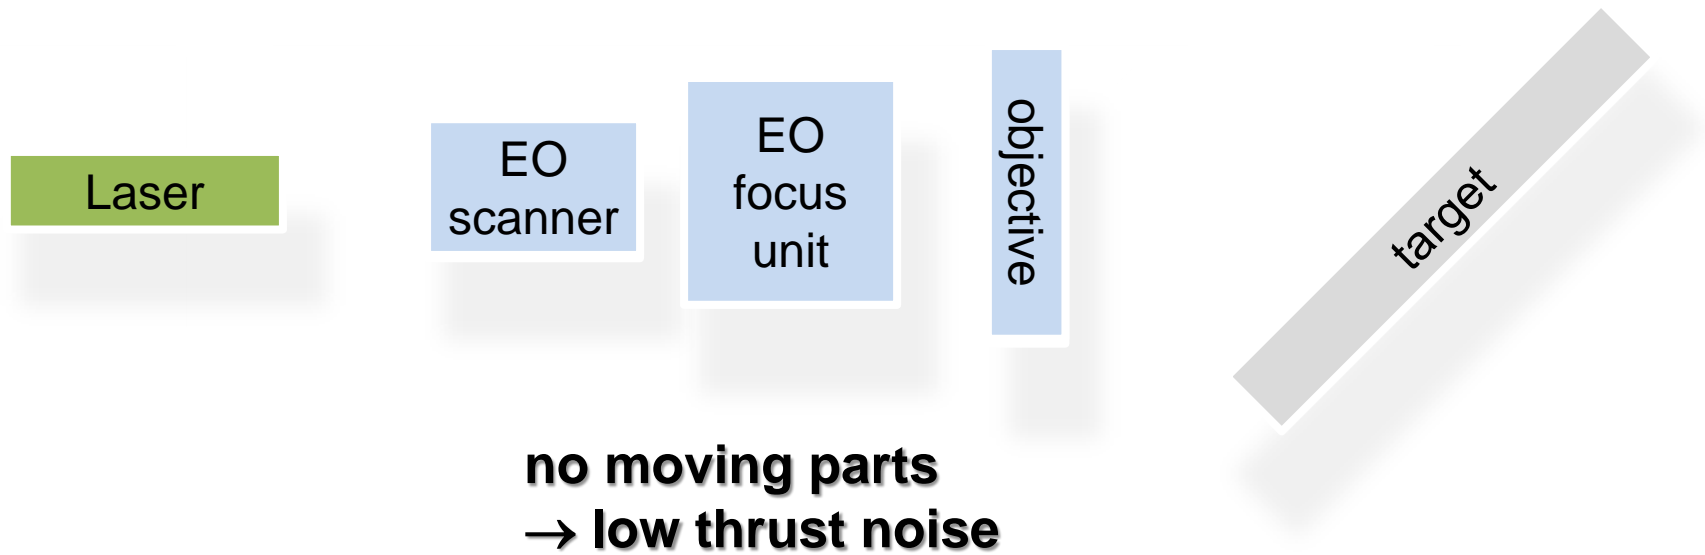 Laser
EO
scanner
EO
focus
unit
objective
target
no moving parts
→ low thrust noise